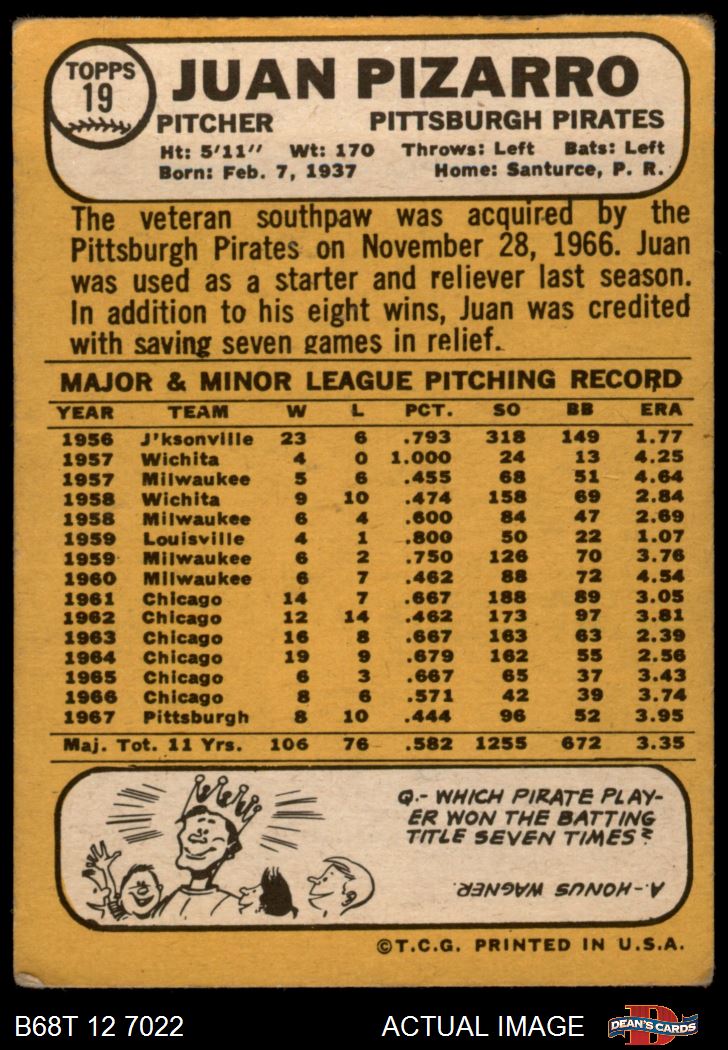 TOPPS
19
JUAN PIZARRO
PITCHER PITTSBURGH PIRATES
Ht: 5'11" Wt: 170 Throws: Left Bats: Left
Born: Feb. 7, 1937 Home: Santurce, P. R.
The veteran southpaw was acquired by the
Pittsburgh Pirates on November 28, 1966. Juan
was used as a starter and reliever last season.
In addition to his eight wins, Juan was credited
with saving seven games in relief.
MAJOR & MINOR LEAGUE PITCHING RECORD
YEAR TEAM W L PCT. SO BB ERA
1956 J'ksonville 23 6 .793 318 149 1.77
1957 Wichita 4 0 1.000 24 13 4.25
1957 Milwaukee 5 6 .455 68 51 4.64
1958 Wichita 9 10 .474 158 69 2.84
1958 Milwaukee 6 4 .600 84 47 2.69
1959 Louisville 4 1 .800 50 22 1.07
1959 Milwaukee 6 2 .750 126 70 3.76
1960 Milwaukee 6 7 .462 88 72 4.54
1961 Chicago 14 7 .667 188 89 3.05
1962 Chicago 12 14 .462 173 97 3.81
1963 Chicago 16 8 .667 163 63 2.39
1964 Chicago 19 9 .679 162 55 2.56
1965 Chicago 6 3 .667 65 37 3.43
1966 Chicago 8 6 .571 42 39 3.74
1967 Pittsburgh 8 10 .444 96 52 3.95
Maj. Tot. 11 Yrs. 106 76 .582 1255 672 3.35
Q.- WHICH PIRATE PLAY-
ER WON THE BATTING
TITLE SEVEN TIMES?
A.-HONUS WAGNER.
©T.C.G. PRINTED IN U.S.A.
B68T 12 7022 ACTUAL IMAGE D DEAN'S CARDS